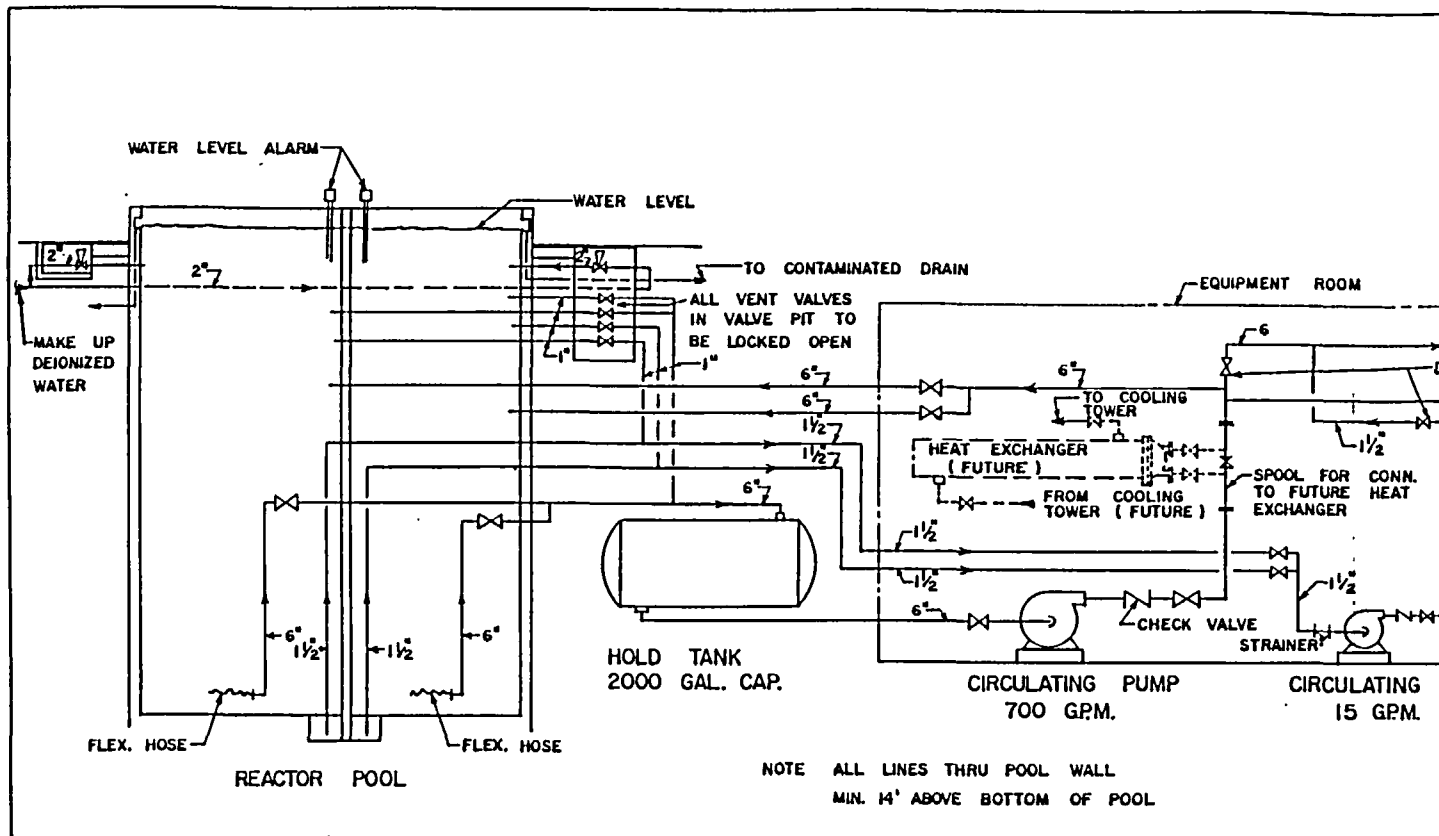 WATER LEVEL ALARM
WATER LEVEL
2"
2"
2"
TO CONTAMINATED DRAIN
EQUIPMENT ROOM
MAKE UP
DEIONIZED
WATER
ALL VENT VALVES
IN VALVE PIT TO
BE LOCKED OPEN
1"
1"
6
6"
6"
6"
TO COOLING
TOWER
1½"
1½"
1½"
HEAT EXCHANGER
(FUTURE)
FROM COOLING
TOWER (FUTURE)
SPOOL FOR CONN.
TO FUTURE HEAT
EXCHANGER
6"
1½"
1½"
1½"
6"
1½"
1½"
6"
6"
CHECK VALVE
STRAINER
HOLD TANK
2000 GAL. CAP.
CIRCULATING PUMP
700 G.P.M.
CIRCULATING
15 G.P.M.
FLEX. HOSE
FLEX. HOSE
REACTOR POOL
NOTE ALL LINES THRU POOL WALL
MIN. 14' ABOVE BOTTOM OF POOL